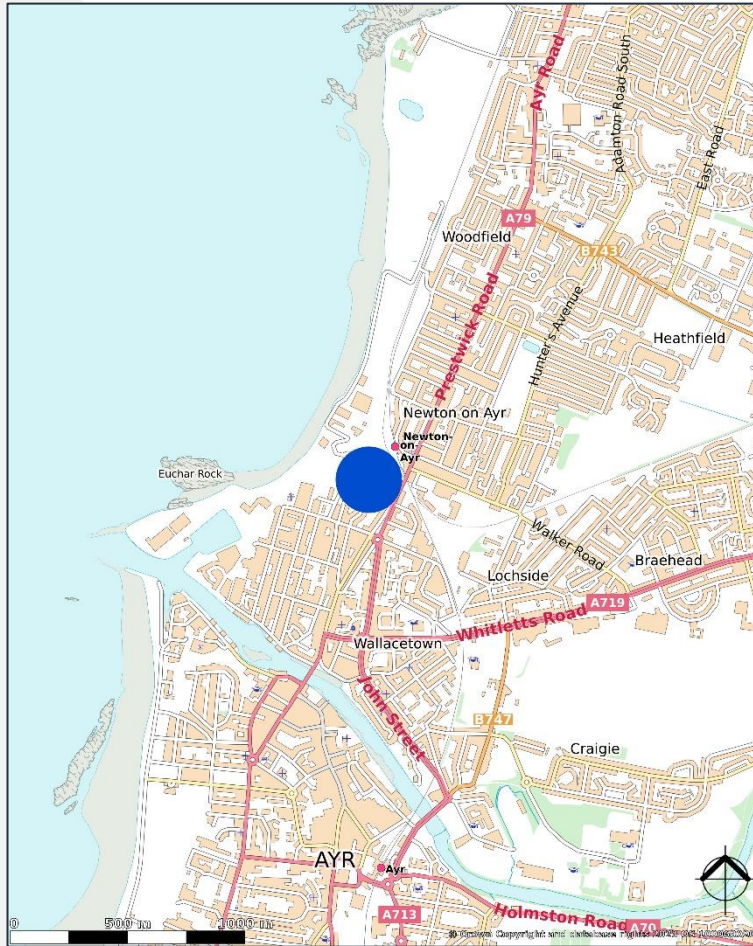 Ayr Road
Adamton Road South
East Road
A79
Woodfield
B743
Prestwick Road
Hunter's Avenue
Heathfield
Newton on Ayr
Newton-
on-
Ayr
Euchar Rock
Walker Road
Braehead
Lochside
A719
Whitletts Road
Wallacetown
John Street
B747
Craigie
AYR
Ayr
0
500 m
1000 m
A713
Holmston Road
A70
© Crown Copyright and database rights